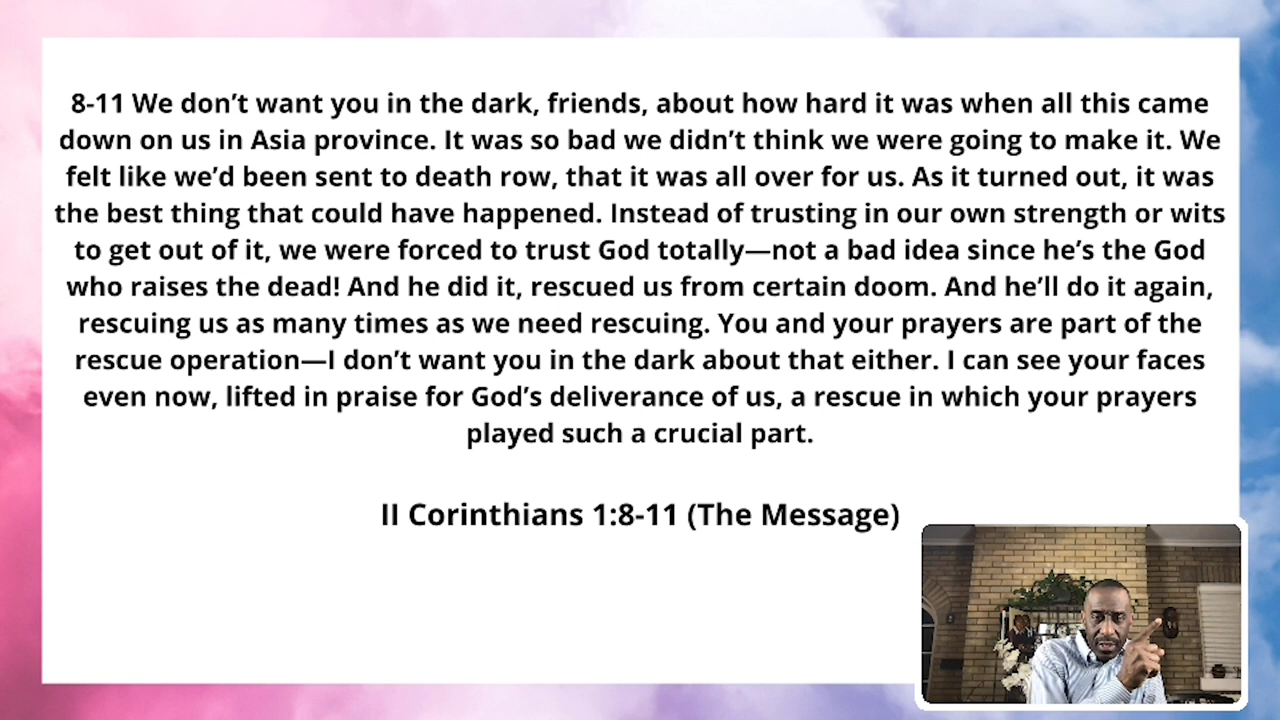 8-11 We don’t want you in the dark, friends, about how hard it was when all this came
down on us in Asia province. It was so bad we didn’t think we were going to make it. We
felt like we’d been sent to death row, that it was all over for us. As it turned out, it was
the best thing that could have happened. Instead of trusting in our own strength or wits
to get out of it, we were forced to trust God totally—not a bad idea since he’s the God
who raises the dead! And he did it, rescued us from certain doom. And he’ll do it again,
rescuing us as many times as we need rescuing. You and your prayers are part of the
rescue operation—I don’t want you in the dark about that either. I can see your faces
even now, lifted in praise for God’s deliverance of us, a rescue in which your prayers
played such a crucial part.
II Corinthians 1:8-11 (The Message)